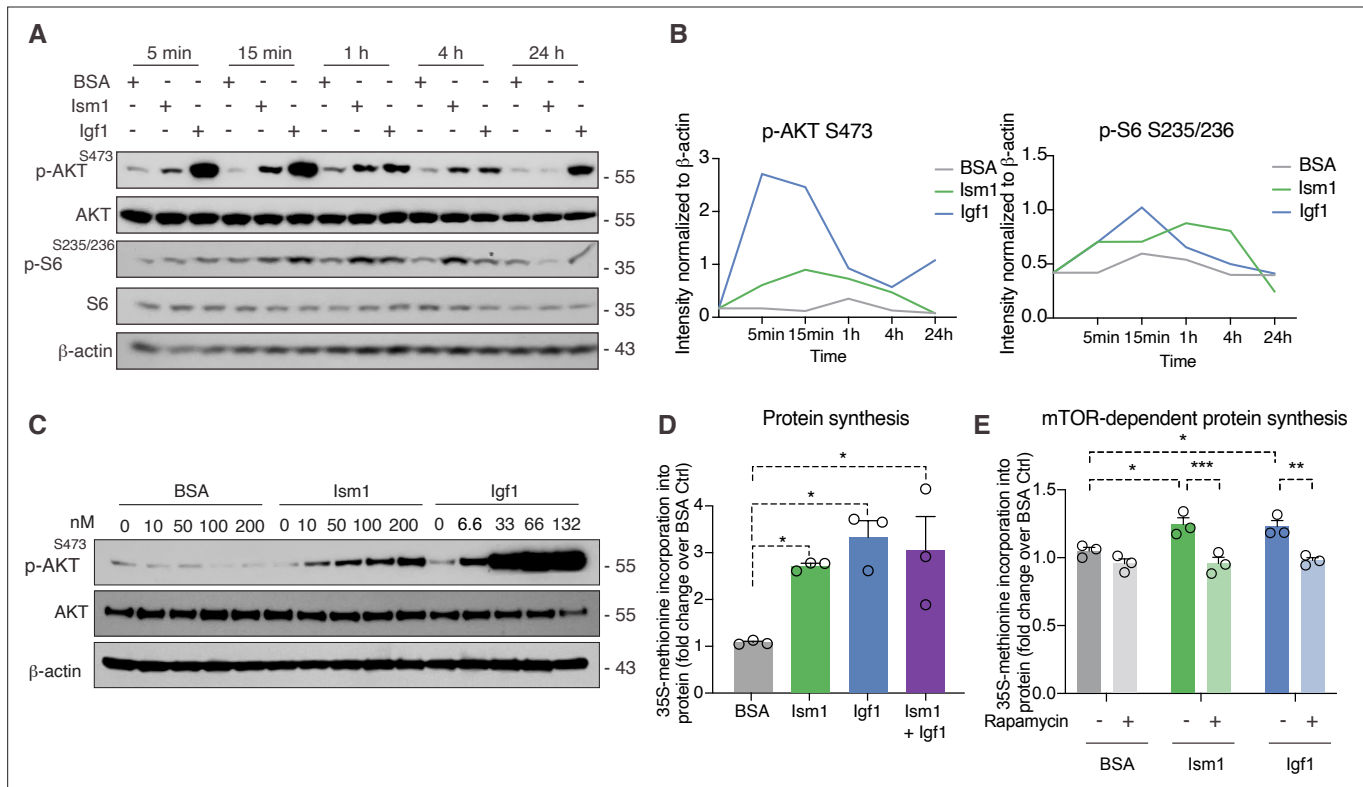 A
5 min 15 min 1 h 4 h 24 h
BSA + - - + - - + - - + - - + - -
Ism1 - + - - + - - + - - + - - + -
Igf1 - - + - - + - - + - - + - - +
p-AKT S473 - 55
AKT - 55
p-S6 S235/236 - 35
*
S6 - 35
β-actin - 43
B
p-AKT S473
Intensity normalized to β-actin
3
2
1
0
BSA
Ism1
Igf1
5min 15min 1h 4h 24h
Time
p-S6 S235/236
Intensity normalized to β-actin
1.5
1.0
0.5
0.0
BSA
Ism1
Igf1
5min 15min 1h 4h 24h
Time
C
BSA Ism1 Igf1
nM 0 10 50 100 200 0 10 50 100 200 0 6.6 33 66 132
p-AKT S473 - 55
AKT - 55
β-actin - 43
D
Protein synthesis
35S-methionine incorporation into
protein (fold change over BSA Ctrl)
4
3
2
1
0
*
*
*
BSA Ism1 Igf1 Ism1
+ Igf1
E
mTOR-dependent protein synthesis
35S-methionine incorporation into
protein (fold change over BSA Ctrl)
1.5
1.0
0.5
0.0
*
* *** **
Rapamycin - + - + - +
BSA Ism1 Igf1